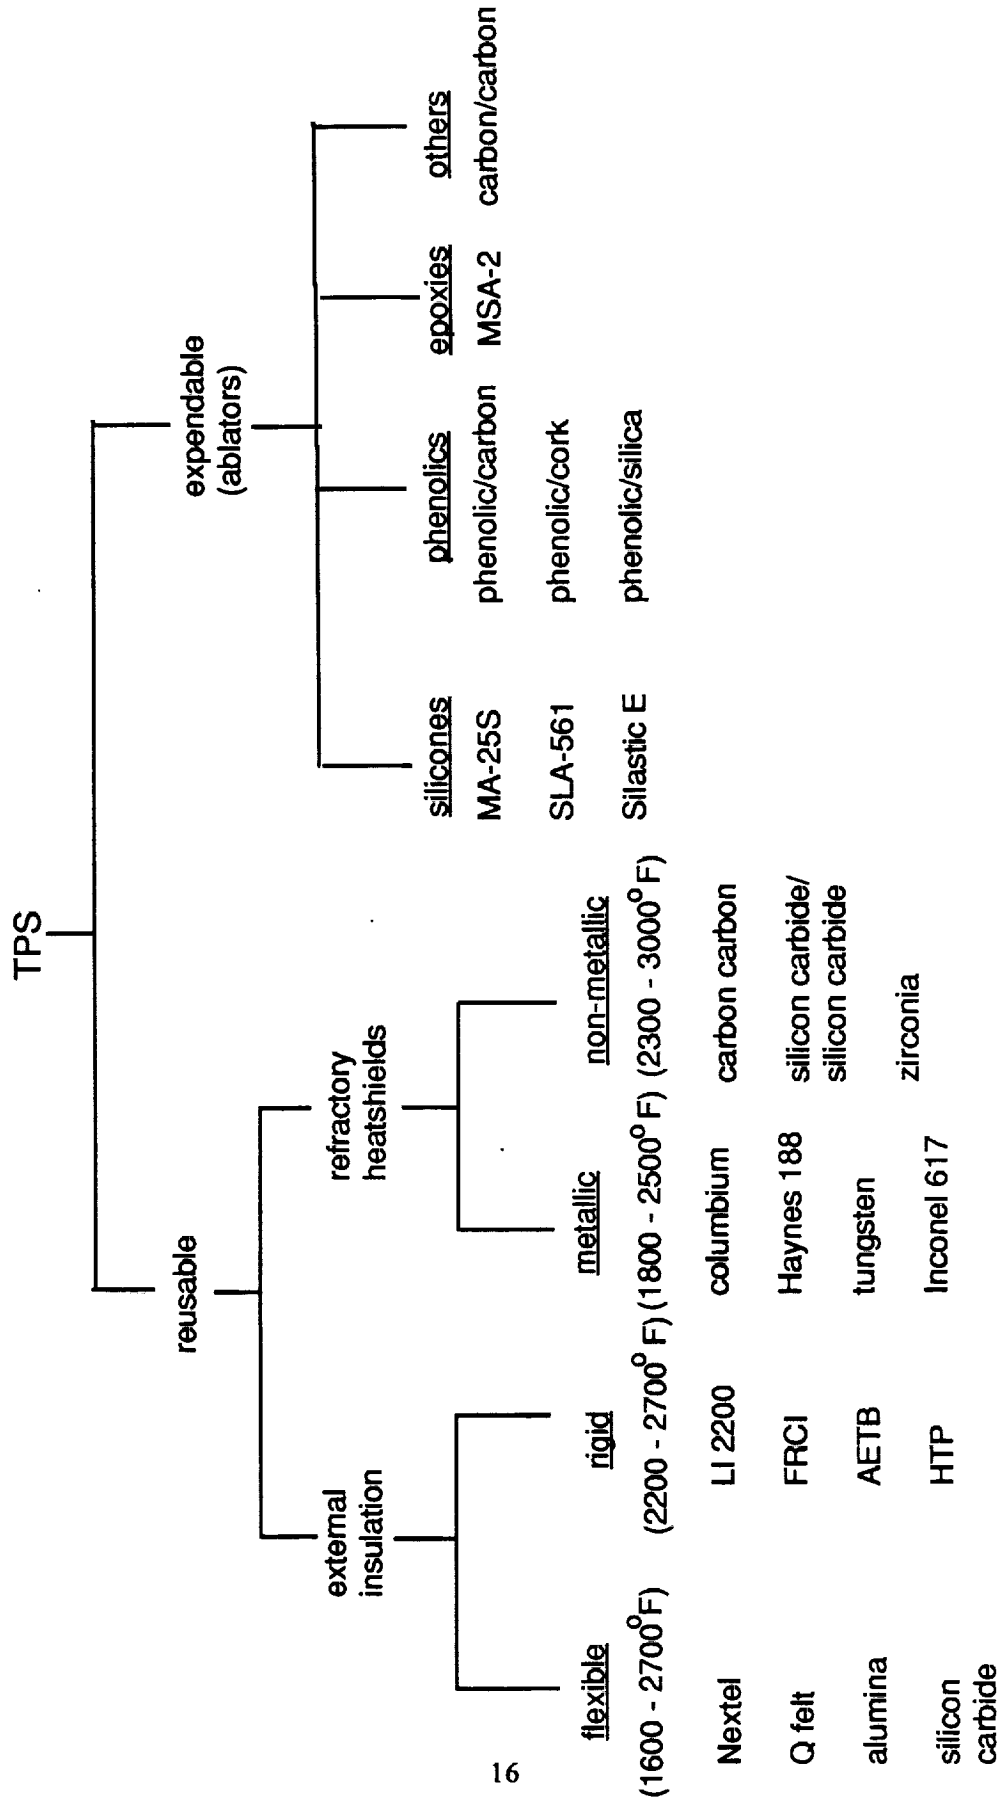 TPS
reusable
expendable
(ablators)
external
insulation
refractory
heatshields
silicones
MA-25S
SLA-561
Silastic E
phenolics
phenolic/carbon
phenolic/cork
phenolic/silica
epoxies
MSA-2
others
carbon/carbon
flexible
(1600 - 2700°F)
Nextel
Q felt
alumina
silicon
carbide
rigid
(2200 - 2700° F)
LI 2200
FRCI
AETB
HTP
metallic
(1800 - 2500°F)
columbium
Haynes 188
tungsten
Inconel 617
non-metallic
(2300 - 3000°F)
carbon carbon
silicon carbide/
silicon carbide
zirconia
16